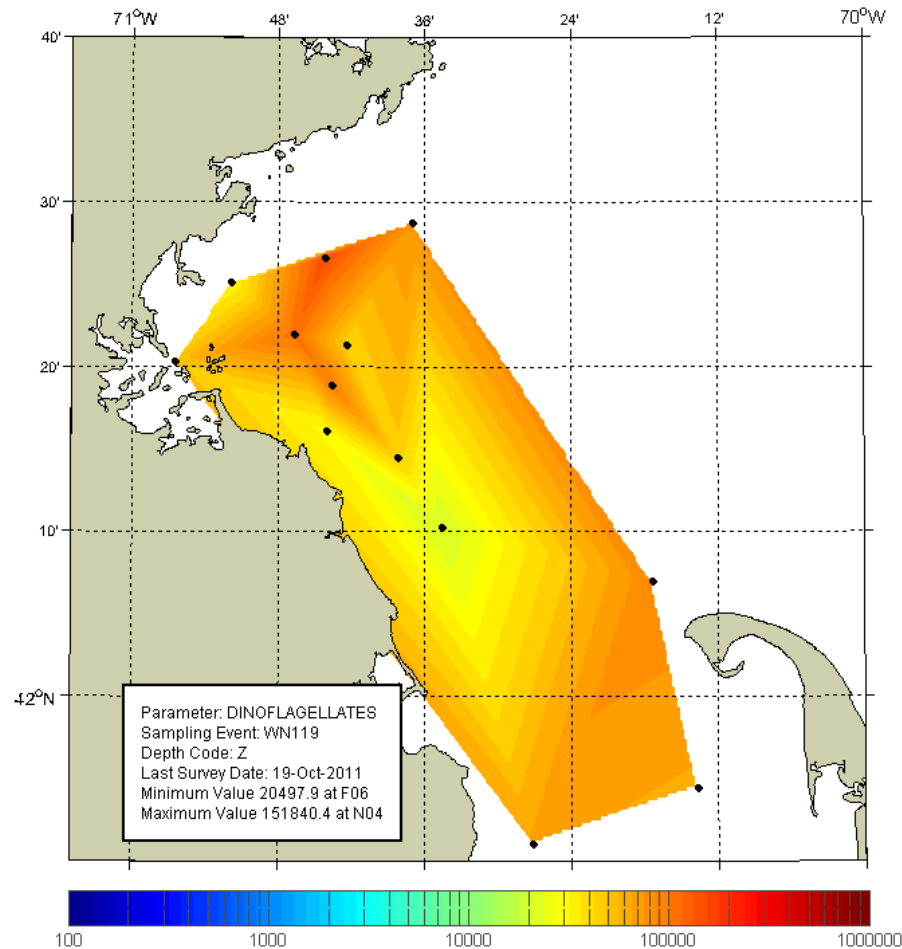 71°W 48' 36' 24' 12' 70°W
40'
30'
20'
10'
42°N
Parameter: DINOFLAGELLATES
Sampling Event: WN119
Depth Code: Z
Last Survey Date: 19-Oct-2011
Minimum Value 20497.9 at F06
Maximum Value 151840.4 at N04
100 1000 10000 100000 1000000